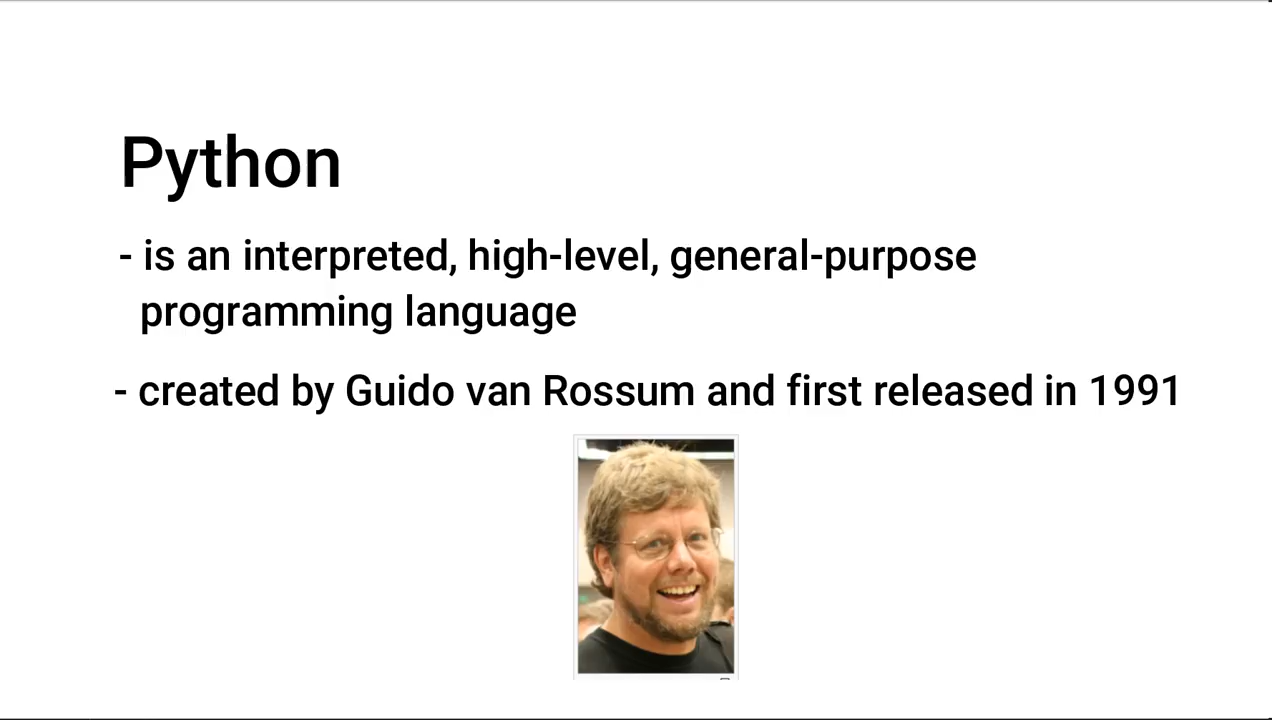 Python
- is an interpreted, high-level, general-purpose
programming language
- created by Guido van Rossum and first released in 1991